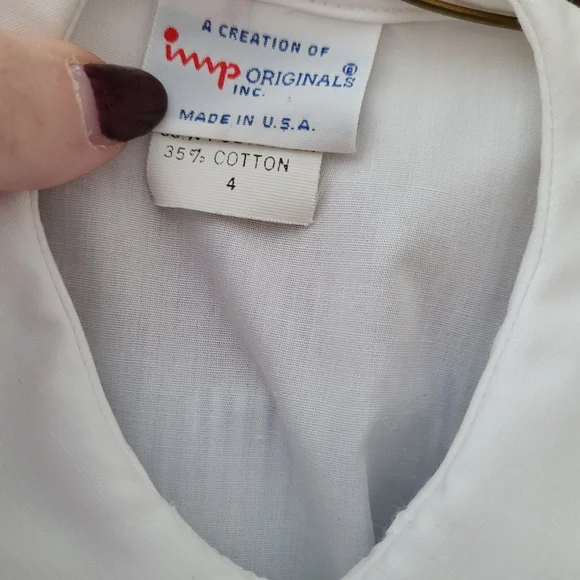 A CREATION OF
imp ORIGINALS®
INC.
MADE IN U.S.A.
35% COTTON
4